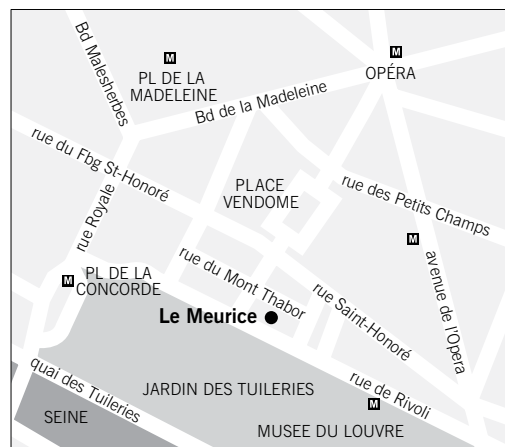 Bd Malesherbes
M
PL DE LA
MADELEINE
M
OPÉRA
Bd de la Madeleine
rue du Fbg St-Honoré
rue Royale
PLACE
VENDOME
rue des Petits Champs
M
avenue de l'Opera
M
PL DE LA
CONCORDE
rue du Mont Thabor
rue Saint-Honoré
Le Meurice
quai des Tuileries
JARDIN DES TUILERIES
rue de Rivoli
M
SEINE
MUSEE DU LOUVRE